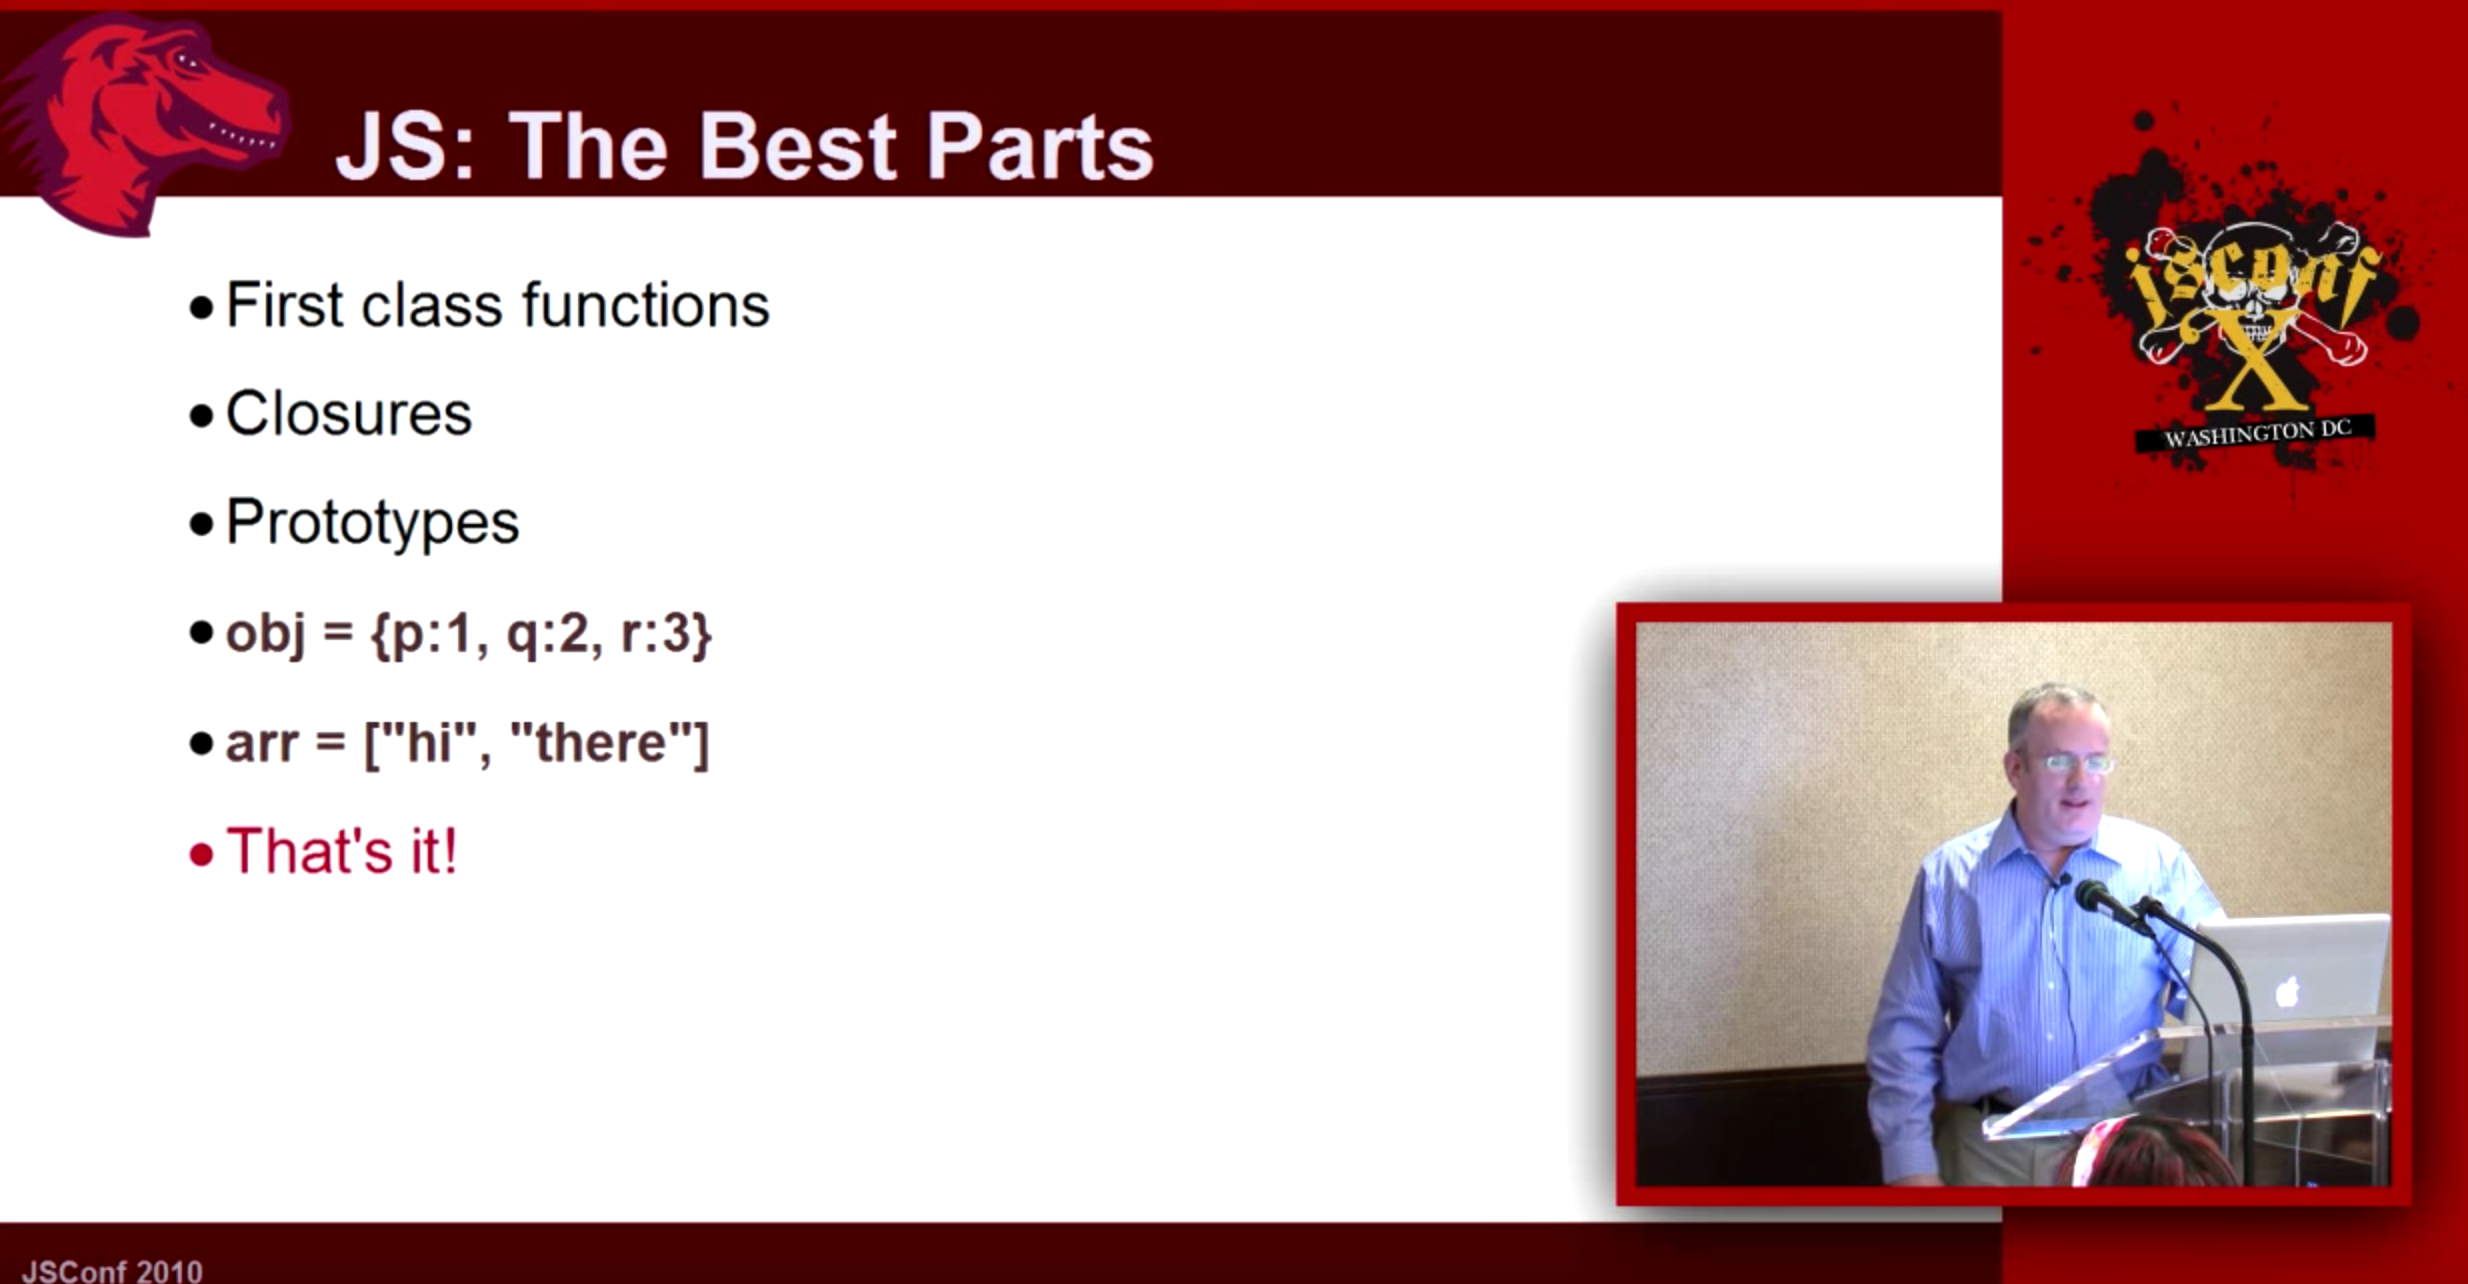 JS: The Best Parts
First class functions
Closures
Prototypes
obj = {p:1, q:2, r:3}
arr = ["hi", "there"]
That's it!
jsconf
X
WASHINGTON DC
JSConf 2010